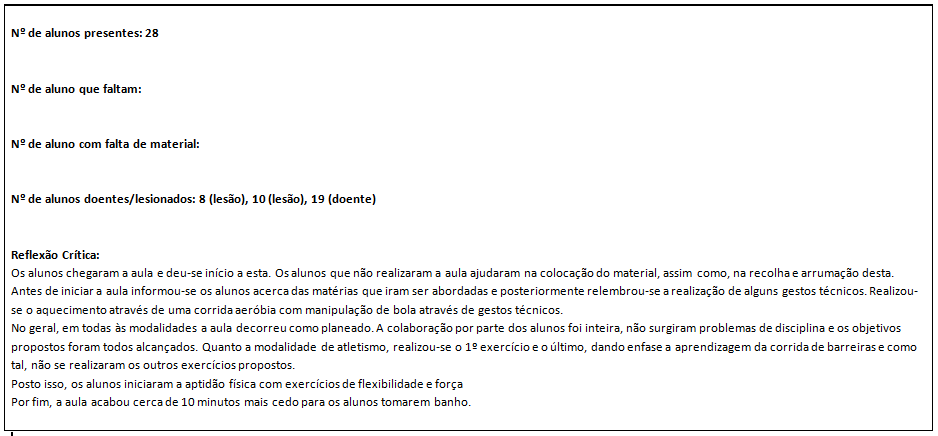 Nº de alunos presentes: 28
Nº de aluno que faltam:
Nº de aluno com falta de material:
Nº de alunos doentes/lesionados: 8 (lesão), 10 (lesão), 19 (doente)
Reflexão Crítica:
Os alunos chegaram a aula e deu-se início a esta. Os alunos que não realizaram a aula ajudaram na colocação do material, assim como, na recolha e arrumação desta.
Antes de iniciar a aula informou-se os alunos acerca das matérias que iram ser abordadas e posteriormente relembrou-se a realização de alguns gestos técnicos. Realizou-
se o aquecimento através de uma corrida aeróbia com manipulação de bola através de gestos técnicos.
No geral, em todas às modalidades a aula decorreu como planeado. A colaboração por parte dos alunos foi inteira, não surgiram problemas de disciplina e os objetivos
propostos foram todos alcançados. Quanto a modalidade de atletismo, realizou-se o 1º exercício e o último, dando enfase a aprendizagem da corrida de barreiras e como
tal, não se realizaram os outros exercícios propostos.
Posto isso, os alunos iniciaram a aptidão física com exercícios de flexibilidade e força
Por fim, a aula acabou cerca de 10 minutos mais cedo para os alunos tomarem banho.